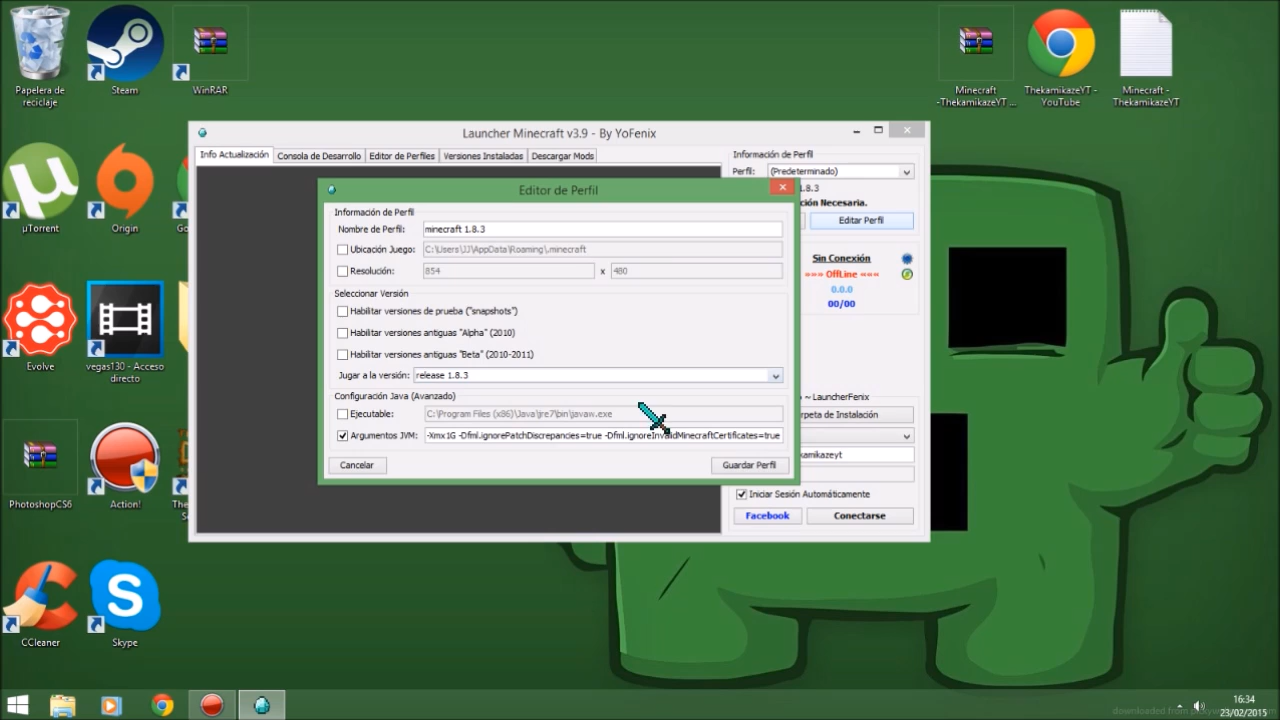 Papelera de
reciclaje
Steam
WinRAR
Minecraft
-ThekamikazeYT ...
ThekamikazeYT -
YouTube
Minecraft -
ThekamikazeYT
µTorrent
Origin
Evolve
vegas130 - Acceso
directo
PhotoshopCS6
Action!
CCleaner
Skype
Launcher Minecraft v3.9 - By YoFenix
Info Actualización
Consola de Desarrollo
Editor de Perfiles
Versiones Instaladas
Descargar Mods
Información de Perfil
Perfil:
(Predeterminado)
1.8.3
ción Necesaria.
Editar Perfil
Sin Conexión
=>> OffLine <<=
0.0.0
00/00
~ LauncherFenix
rpeta de Instalación
kamikazeyt
Iniciar Sesión Automáticamente
Facebook
Conectarse
Editor de Perfil
Información de Perfil
Nombre de Perfil:
minecraft 1.8.3
Ubicación Juego:
C:\Users\JJ\AppData\Roaming\.minecraft
Resolución:
854
x
480
Seleccionar Versión
Habilitar versiones de prueba ("snapshots")
Habilitar versiones antiguas "Alpha" (2010)
Habilitar versiones antiguas "Beta" (2010-2011)
Jugar a la versión:
release 1.8.3
Configuración Java (Avanzado)
Ejecutable:
C:\Program Files (x86)\Java\jre7\bin\javaw.exe
Argumentos JVM:
-Xmx1G -Dfml.ignorePatchDiscrepancies=true -Dfml.ignoreInvalidMinecraftCertificates=true
Cancelar
Guardar Perfil
16:34
23/02/2015
downloaded from